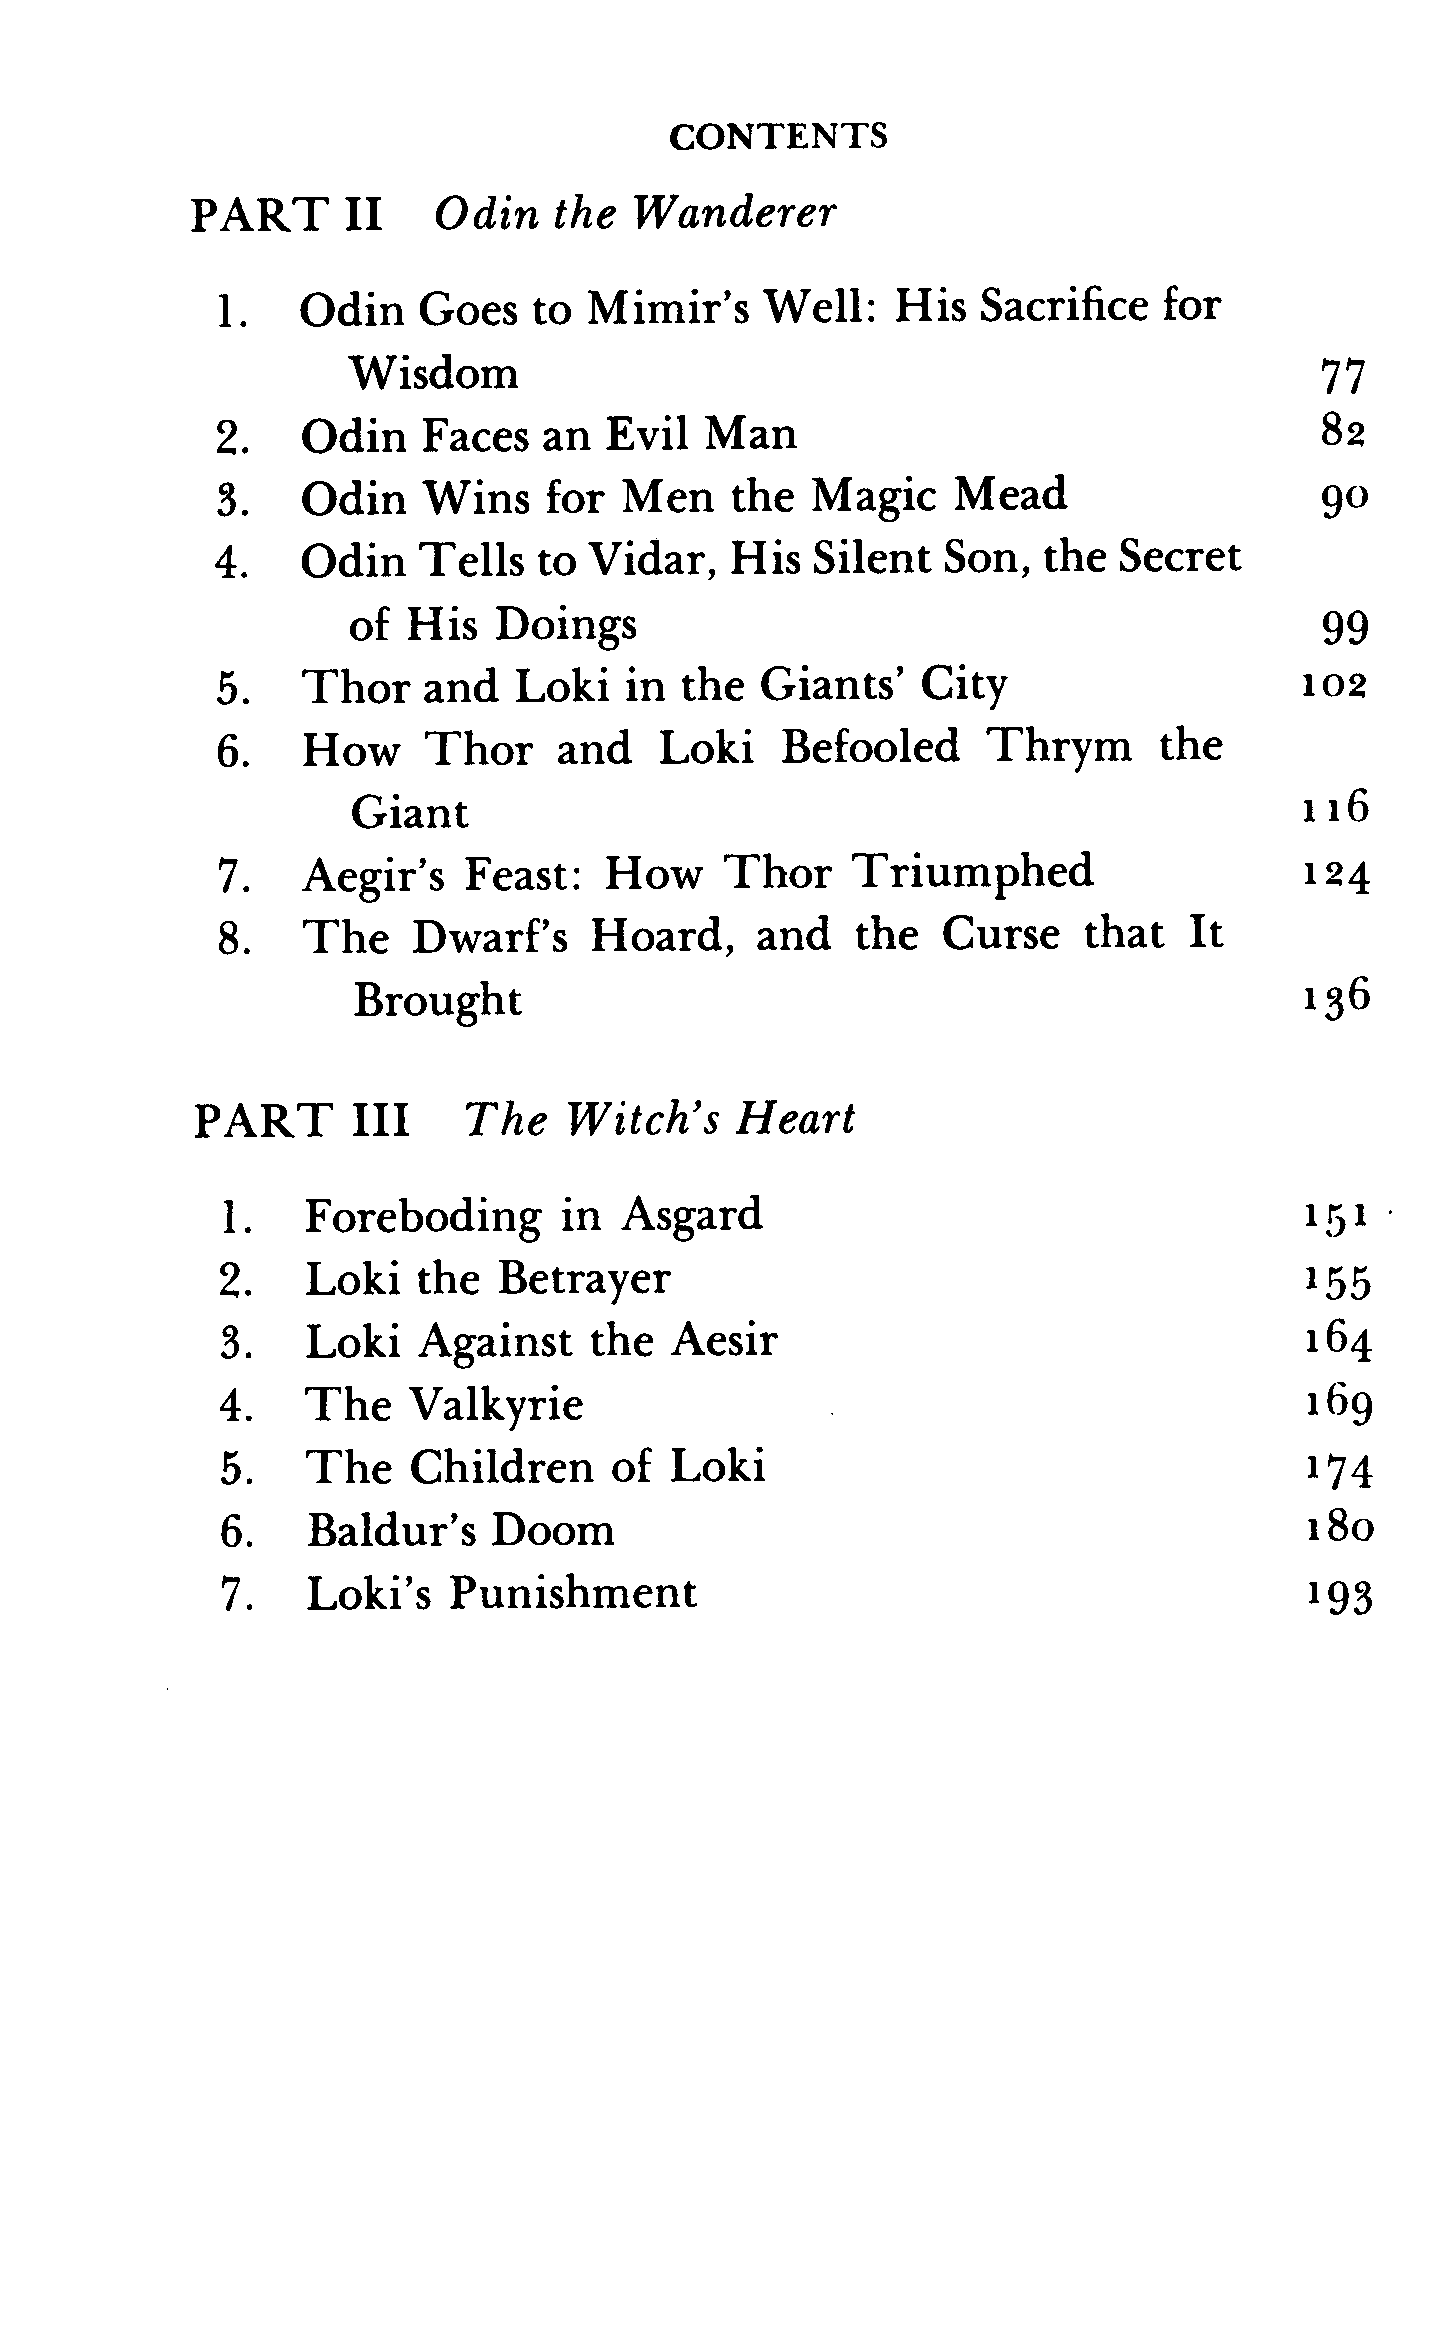 CONTENTS
PART II Odin the Wanderer
1. Odin Goes to Mimir's Well: His Sacrifice for
Wisdom 77
2. Odin Faces an Evil Man 82
3. Odin Wins for Men the Magic Mead 90
4. Odin Tells to Vidar, His Silent Son, the Secret
of His Doings 99
5. Thor and Loki in the Giants' City 102
6. How Thor and Loki Befooled Thrym the
Giant 116
7. Aegir's Feast: How Thor Triumphed 124
8. The Dwarf's Hoard, and the Curse that It
Brought 136
PART III The Witch's Heart
1. Foreboding in Asgard 151
2. Loki the Betrayer 155
3. Loki Against the Aesir 164
4. The Valkyrie 169
5. The Children of Loki 174
6. Baldur's Doom 180
7. Loki's Punishment 193